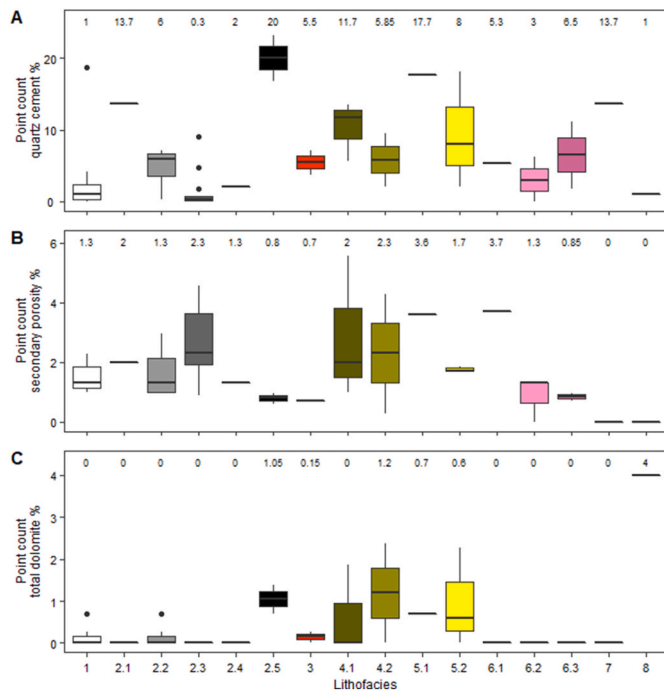 A
1 13.7 6 0.3 2 20 5.5 11.7 5.85 17.7 8 5.3 3 6.5 13.7 1
Point count
quartz cement %
20
10
0
B
1.3 2 1.3 2.3 1.3 0.8 0.7 2 2.3 3.6 1.7 3.7 1.3 0.85 0 0
Point count
secondary porosity %
6
4
2
0
C
0 0 0 0 0 1.05 0.15 0 1.2 0.7 0.6 0 0 0 0 4
Point count
total dolomite %
4
3
2
1
0
1 2.1 2.2 2.3 2.4 2.5 3 4.1 4.2 5.1 5.2 6.1 6.2 6.3 7 8
Lithofacies